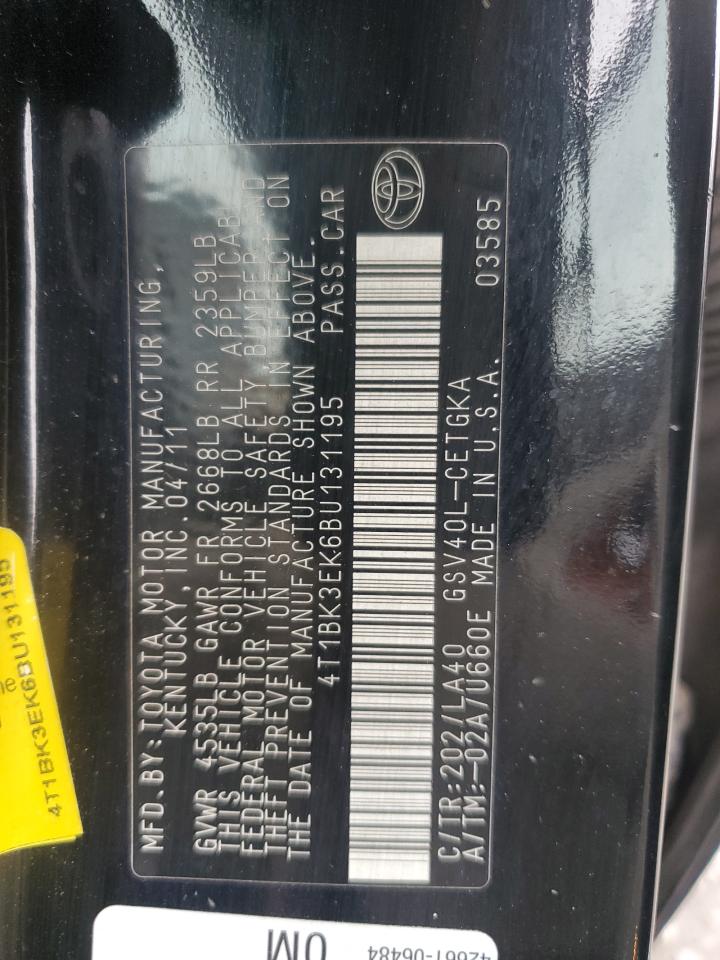 MFD. BY: TOYOTA MOTOR MANUFACTURING,
KENTUCKY, INC. 04/11
GVWR 4535LB GAWR FR 2668LB RR 2359LB
THIS VEHICLE CONFORMS TO ALL APPLICAB
FEDERAL MOTOR VEHICLE SAFETY BUMPER AND
THEFT PREVENTION STANDARDS IN EFFECT ON
THE DATE OF MANUFACTURE SHOWN ABOVE.
4T1BK3EK6BU131195 PASS.CAR
C/TR:202/LA40 GSV40L-CETGKA
A/TM:-02A/U660E MADE IN U.S.A. 03585
4T1BK3EK6BU131195
42661-06484